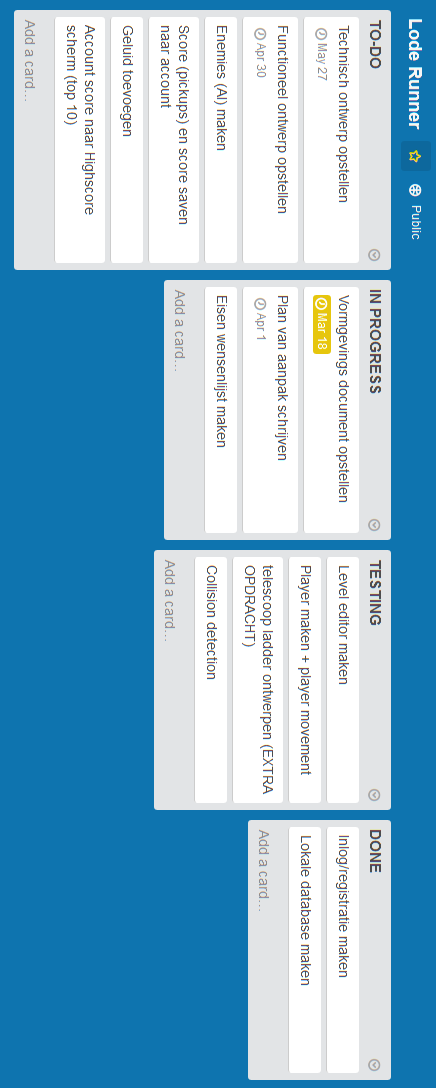 Lode Runner
Public
TO-DO
Technisch ontwerp opstellen
May 27
Functioneel ontwerp opstellen
Apr 30
Enemies (AI) maken
Score (pickups) en score saven
naar account
Geluid toevoegen
Account score naar Highscore
scherm (top 10)
Add a card...
IN PROGRESS
Vormgevings document opstellen
Mar 18
Plan van aanpak schrijven
Apr 1
Eisen wensenlijst maken
Add a card...
TESTING
Level editor maken
Player maken + player movement
telescoop ladder ontwerpen (EXTRA
OPDRACHT)
Collision detection
Add a card...
DONE
Inlog/registratie maken
Lokale database maken
Add a card...